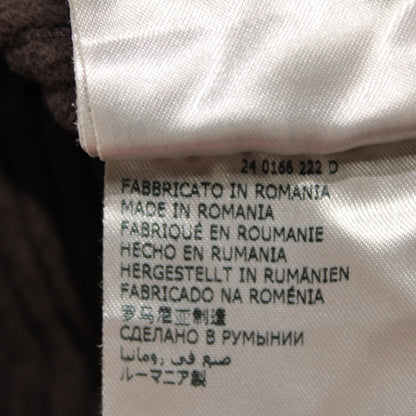 24 0166 222 D
FABBRICATO IN ROMANIA
MADE IN ROMANIA
FABRIQUÉ EN ROUMANIE
HECHO EN RUMANIA
HERGESTELLT IN RUMÄNIEN
FABRICADO NA ROMÉNIA
罗马尼亚制造
СДЕЛАНО В РУМЫНИИ
صنع في رومانيا
ルーマニア製